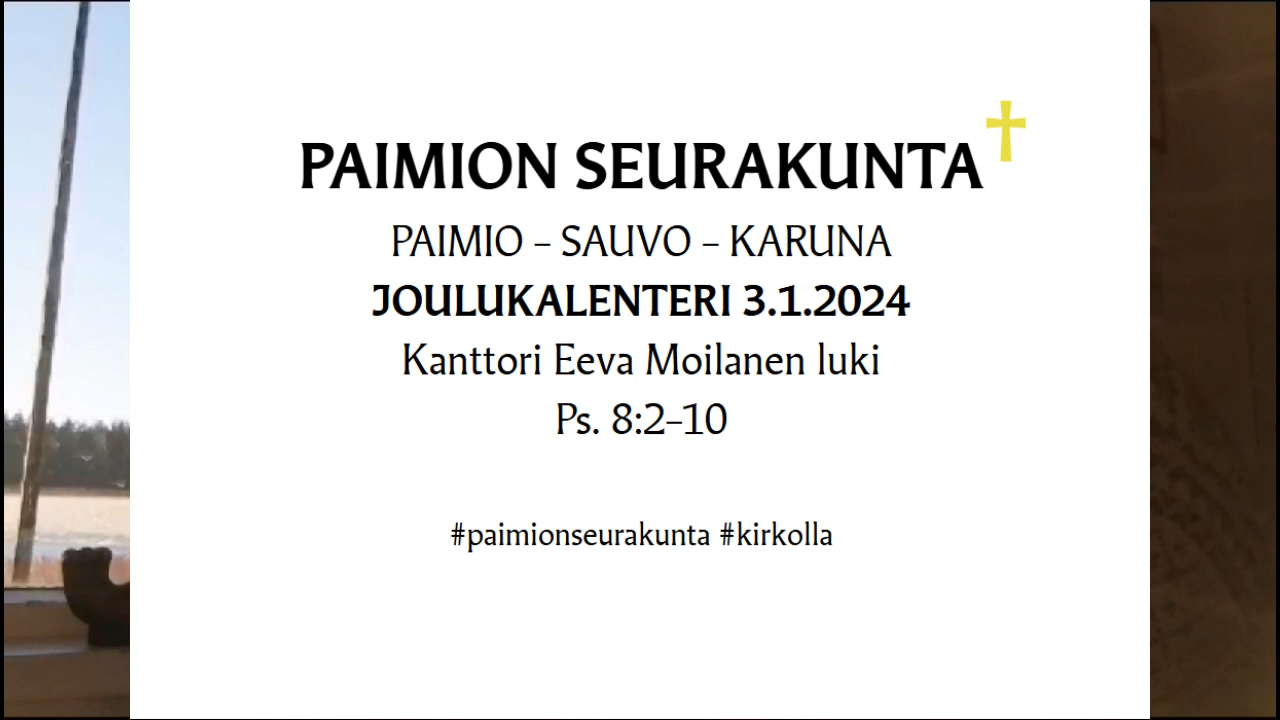 PAIMION SEURAKUNTA
PAIMIO – SAUVO – KARUNA
JOULUKALENTERI 3.1.2024
Kanttori Eeva Moilanen luki
Ps. 8:2–10
#paimionseurakunta #kirkolla